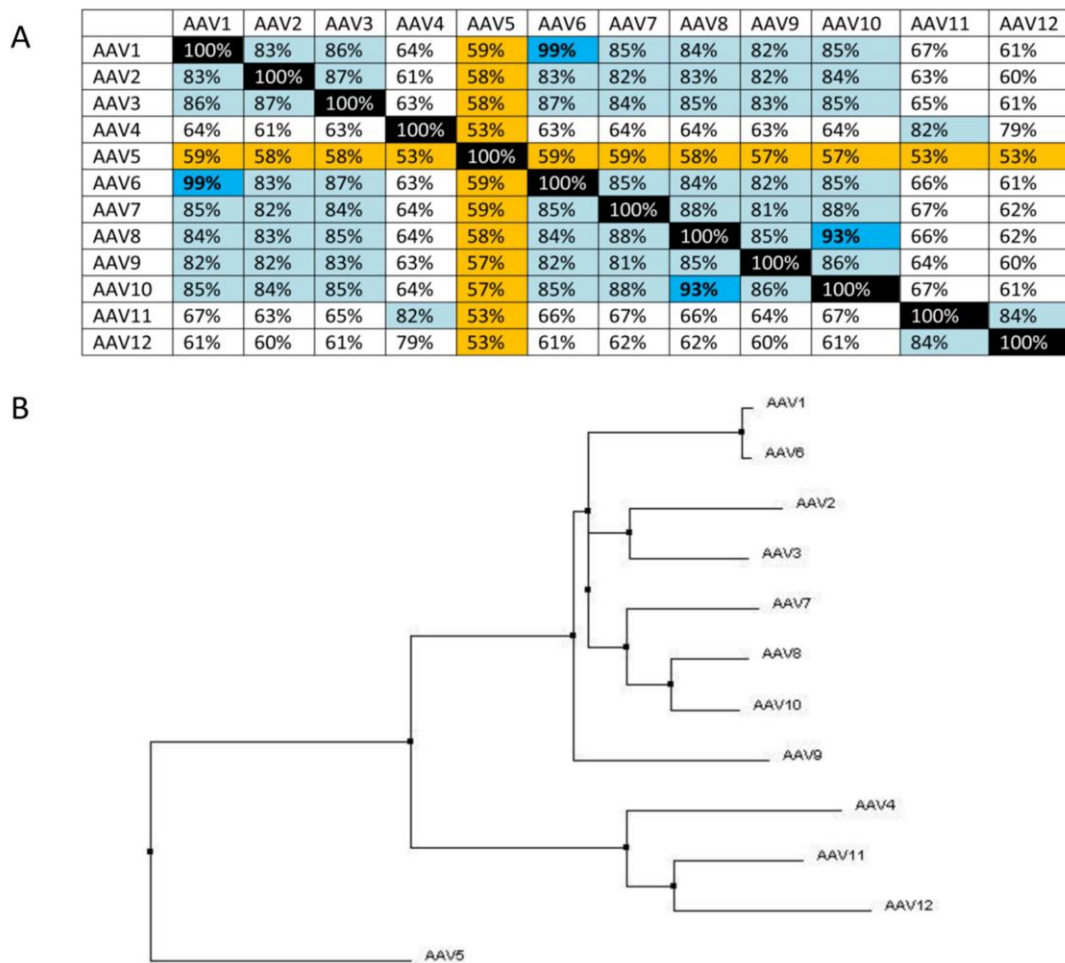 A
AAV1 AAV2 AAV3 AAV4 AAV5 AAV6 AAV7 AAV8 AAV9 AAV10 AAV11 AAV12
AAV1 100% 83% 86% 64% 59% 99% 85% 84% 82% 85% 67% 61%
AAV2 83% 100% 87% 61% 58% 83% 82% 83% 82% 84% 63% 60%
AAV3 86% 87% 100% 63% 58% 87% 84% 85% 83% 85% 65% 61%
AAV4 64% 61% 63% 100% 53% 63% 64% 64% 63% 64% 82% 79%
AAV5 59% 58% 58% 53% 100% 59% 59% 58% 57% 57% 53% 53%
AAV6 99% 83% 87% 63% 59% 100% 85% 84% 82% 85% 66% 61%
AAV7 85% 82% 84% 64% 59% 85% 100% 88% 81% 88% 67% 62%
AAV8 84% 83% 85% 64% 58% 84% 88% 100% 85% 93% 66% 62%
AAV9 82% 82% 83% 63% 57% 82% 81% 85% 100% 86% 64% 60%
AAV10 85% 84% 85% 64% 57% 85% 88% 93% 86% 100% 67% 61%
AAV11 67% 63% 65% 82% 53% 66% 67% 66% 64% 67% 100% 84%
AAV12 61% 60% 61% 79% 53% 61% 62% 62% 60% 61% 84% 100%
B
AAV1
AAV6
AAV2
AAV3
AAV7
AAV8
AAV10
AAV9
AAV4
AAV11
AAV12
AAV5